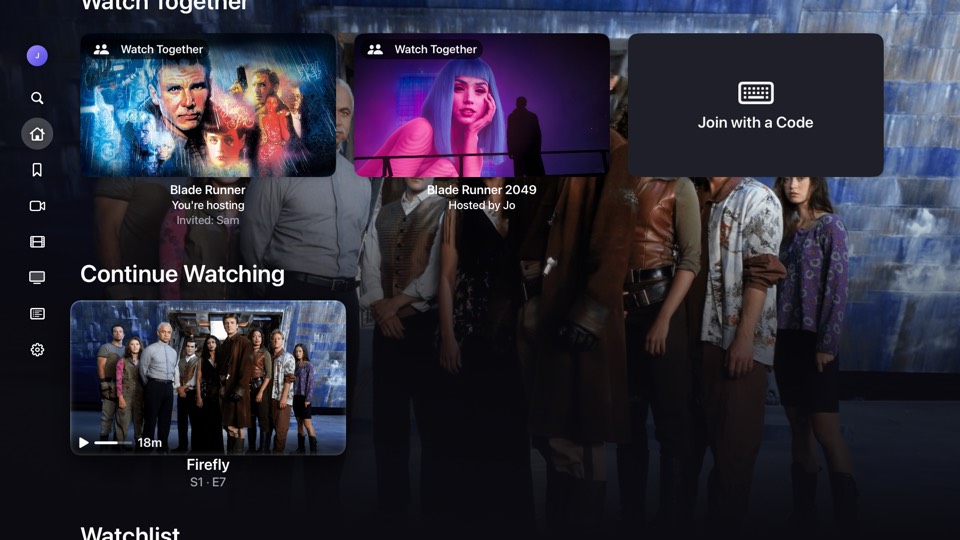 Watch Together
J
Watch Together
Watch Together
Join with a Code
Blade Runner
You're hosting
Invited: Sam
Blade Runner 2049
Hosted by Jo
Continue Watching
18m
Firefly
S1 · E7
Watchlist